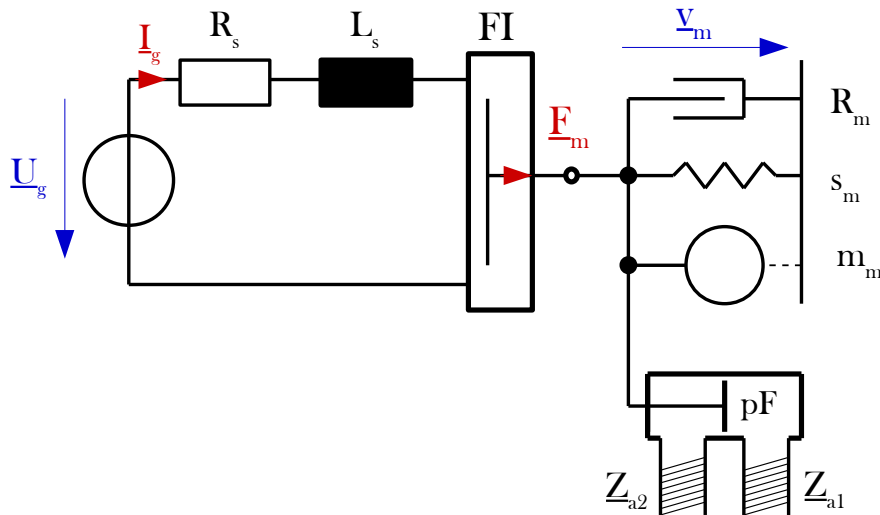 I_g
R_s
L_s
FI
v_m
U_g
F_m
R_m
s_m
m_m
pF
Z_a2
Z_a1